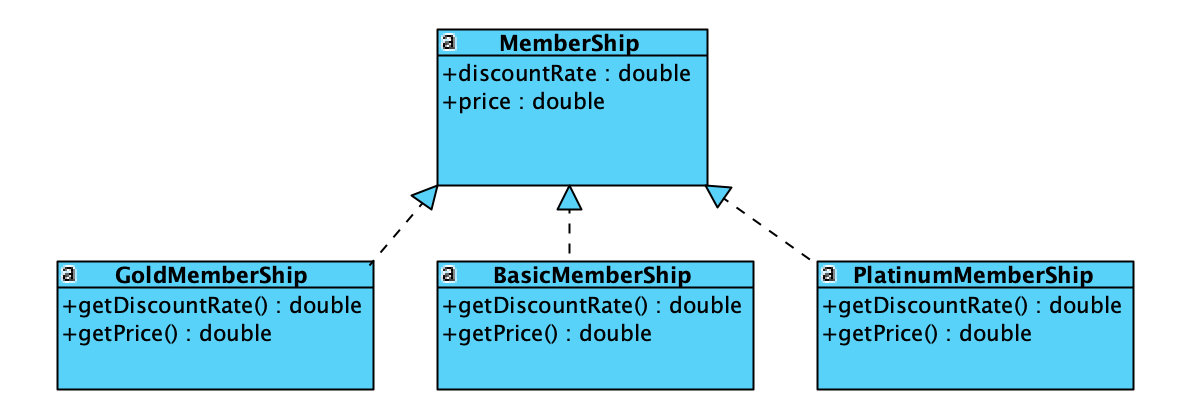 a MemberShip
+discountRate : double
+price : double
a GoldMemberShip
+getDiscountRate() : double
+getPrice() : double
a BasicMemberShip
+getDiscountRate() : double
+getPrice() : double
a PlatinumMemberShip
+getDiscountRate() : double
+getPrice() : double